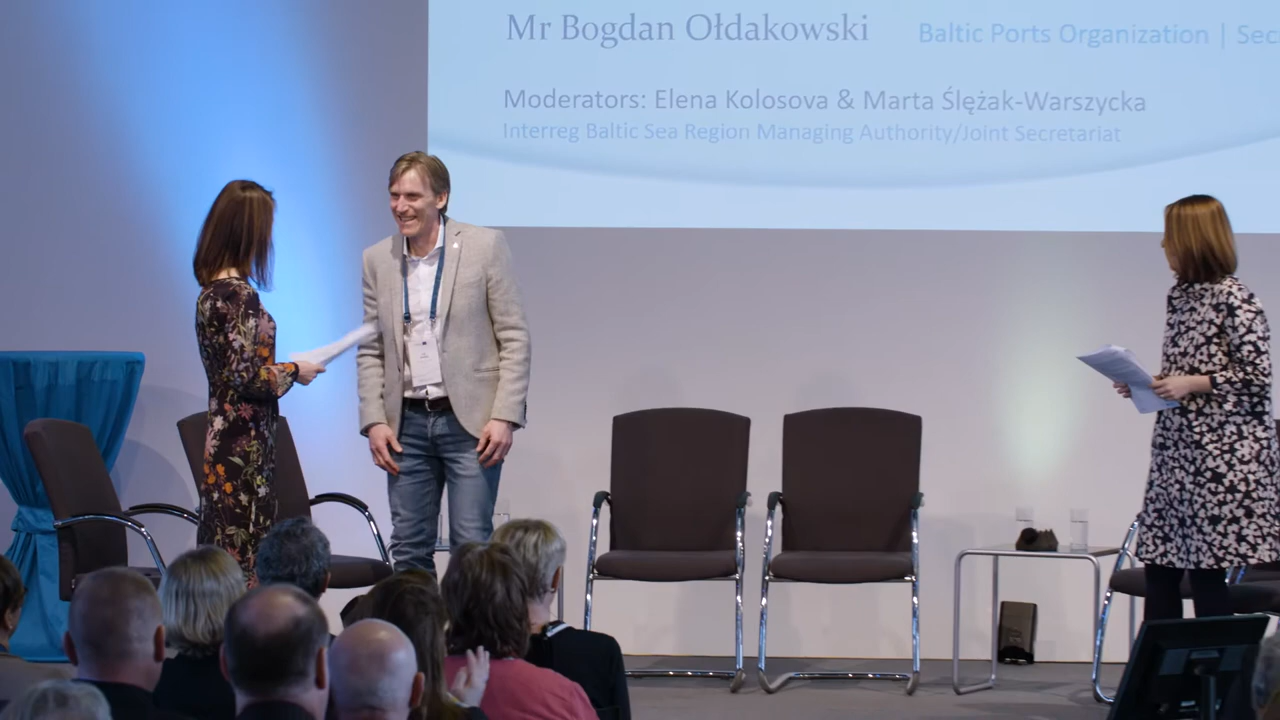 Mr Bogdan Ołdakowski Baltic Ports Organization |
Moderators: Elena Kolosova & Marta Ślężak-Warszycka
Interreg Baltic Sea Region Managing Authority/Joint Secretariat